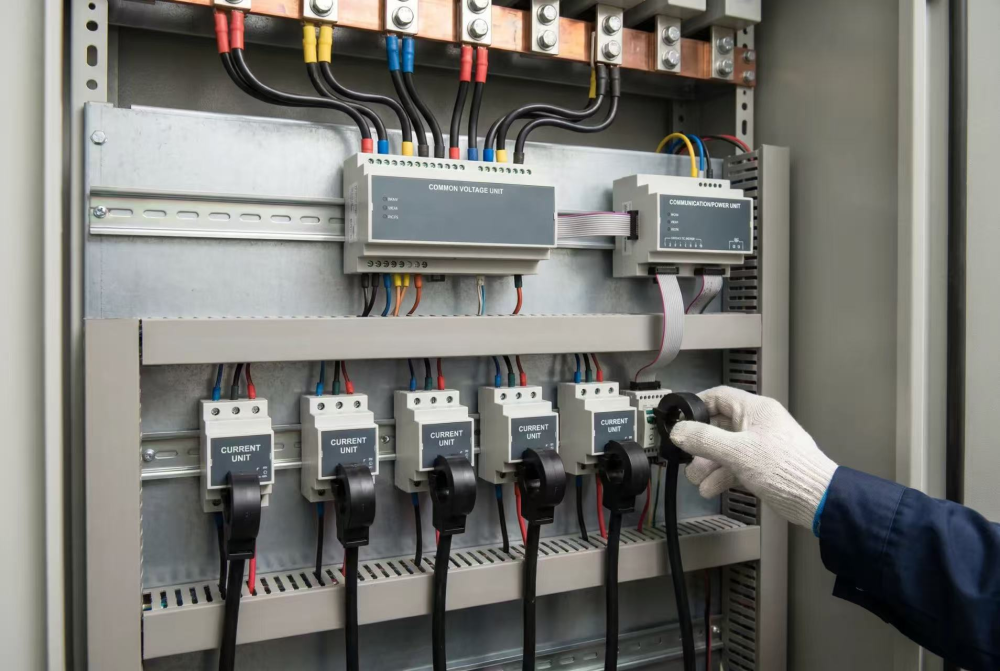 COMMON VOLTAGE UNIT
COMMUNICATION/POWER UNIT
CURRENT
UNIT
CURRENT
UNIT
CURRENT
UNIT
CURRENT
UNIT
CURRENT
UNIT